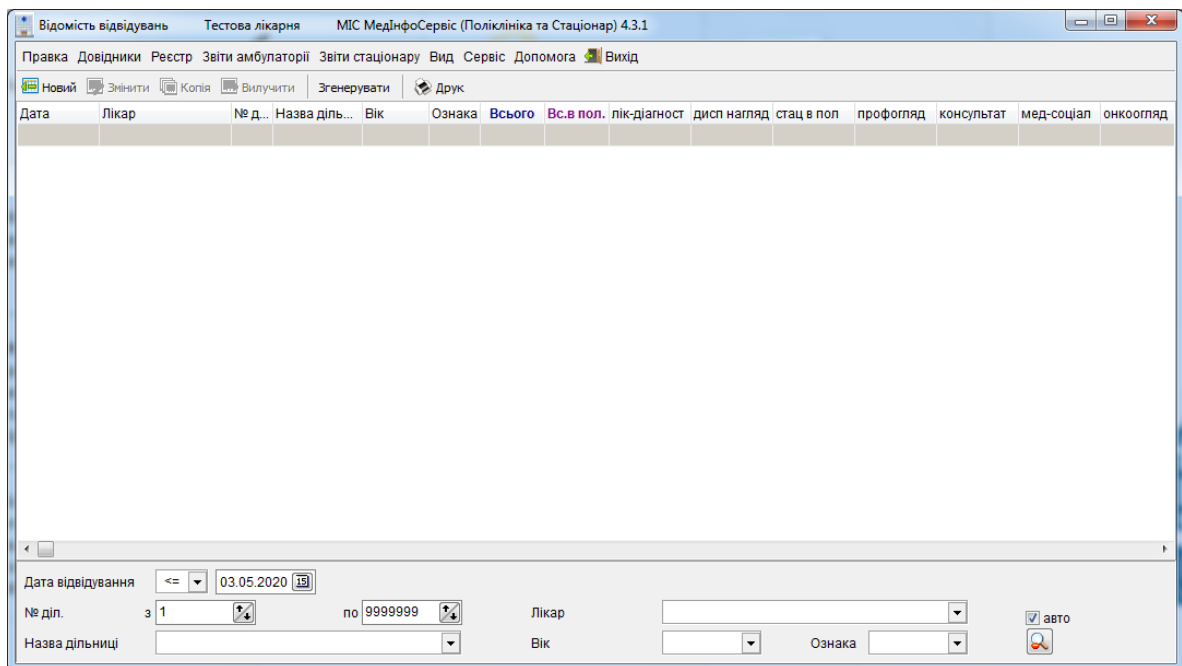 Відомість відвідувань Тестова лікарня МІС МедІнфоСервіс (Поліклініка та Стаціонар) 4.3.1
Правка Довідники Реєстр Звіти амбулаторії Звіти стаціонару Вид Сервіс Допомога Вихід
Новий Змінити Копія Вилучити Згенерувати Друк
Дата Лікар № д... Назва діль... Вік Ознака Всього Вс.в пол. лік-діагност дисп нагляд стац в пол профогляд консультат мед-соціал онкоогляд
Дата відвідування <= 03.05.2020 15
№ діл. з 1 по 9999999 Лікар авто
Назва дільниці Вік Ознака